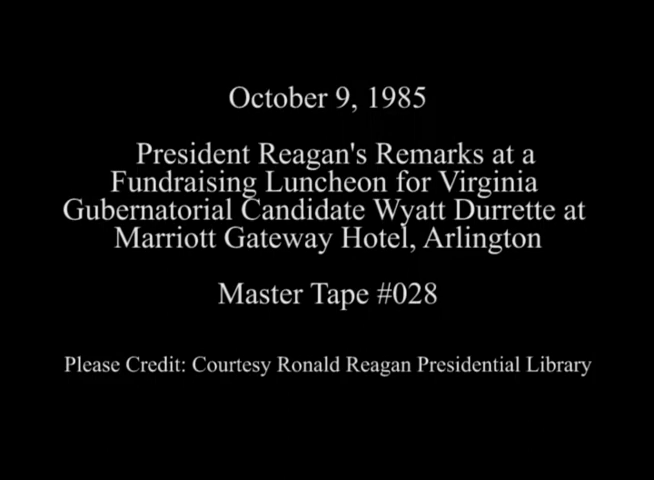 October 9, 1985
President Reagan's Remarks at a
Fundraising Luncheon for Virginia
Gubernatorial Candidate Wyatt Durrette at
Marriott Gateway Hotel, Arlington
Master Tape #028
Please Credit: Courtesy Ronald Reagan Presidential Library